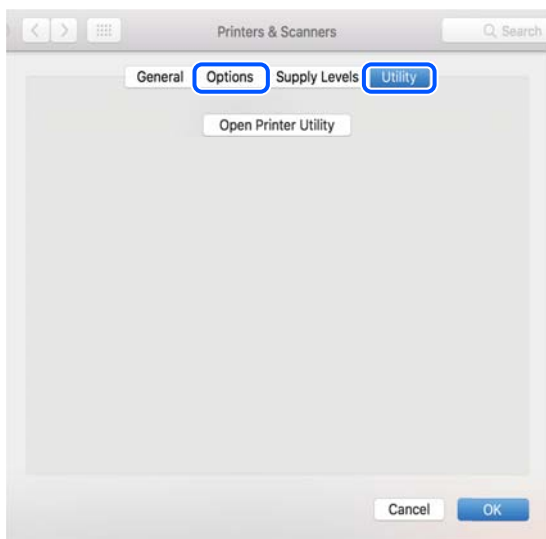 Printers & Scanners
Search
General Options Supply Levels Utility
Open Printer Utility
Cancel OK